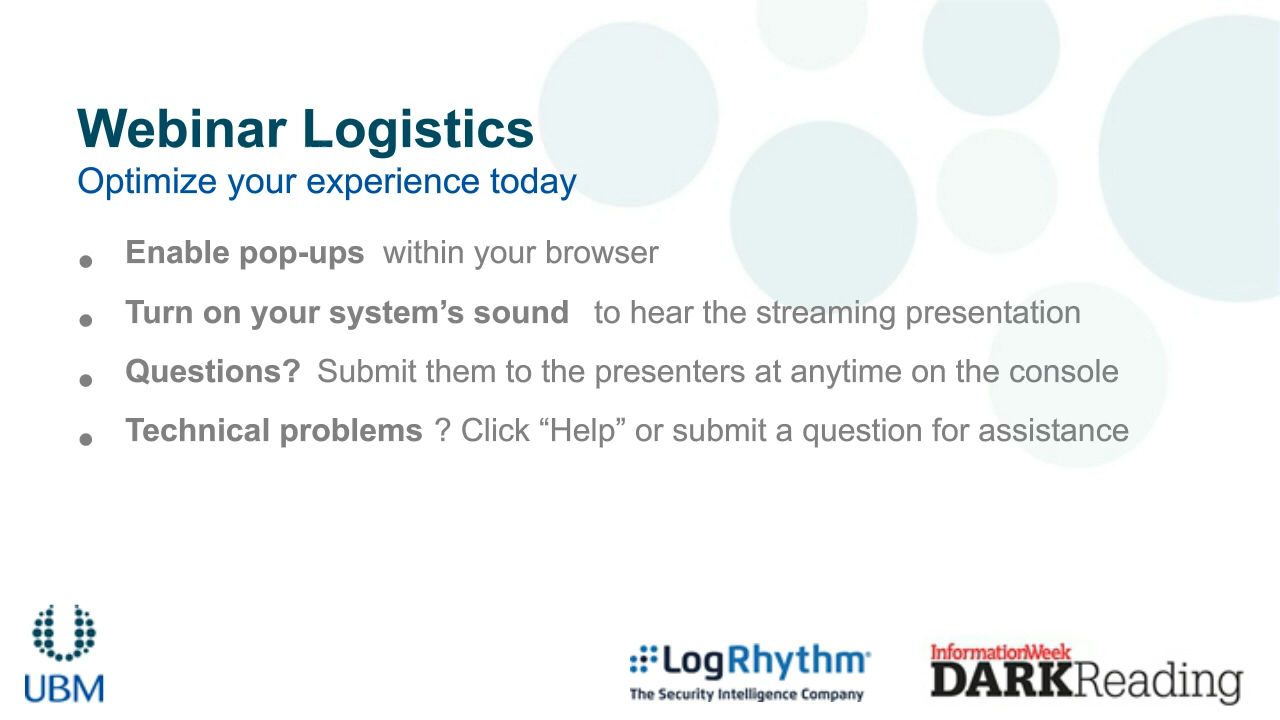 Webinar Logistics
Optimize your experience today
• Enable pop-ups within your browser
• Turn on your system’s sound to hear the streaming presentation
• Questions? Submit them to the presenters at anytime on the console
• Technical problems ? Click “Help” or submit a question for assistance
UBM
LogRhythm®
The Security Intelligence Company
InformationWeek
DARKReading